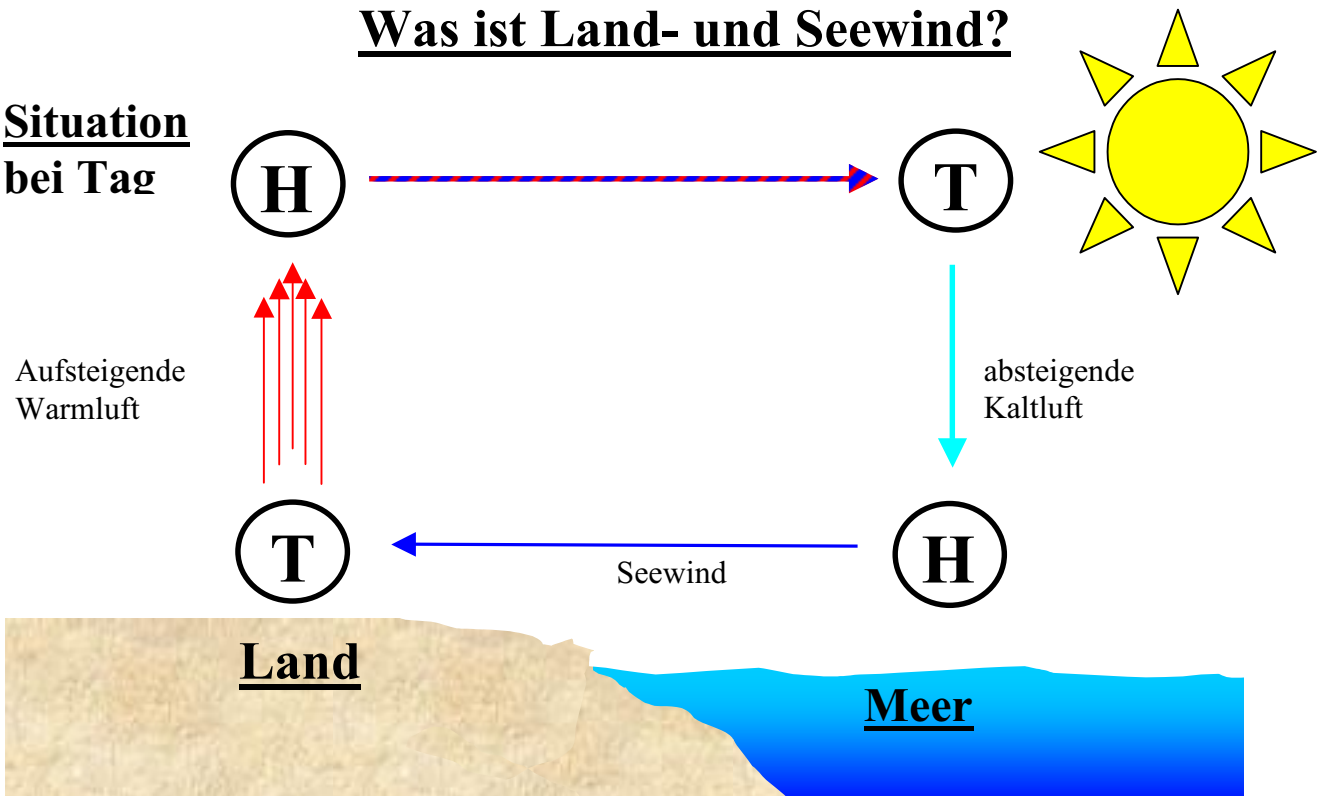 Was ist Land- und Seewind?
Situation
bei Tag
H
T
Aufsteigende
Warmluft
absteigende
Kaltluft
T
H
Seewind
Land
Meer